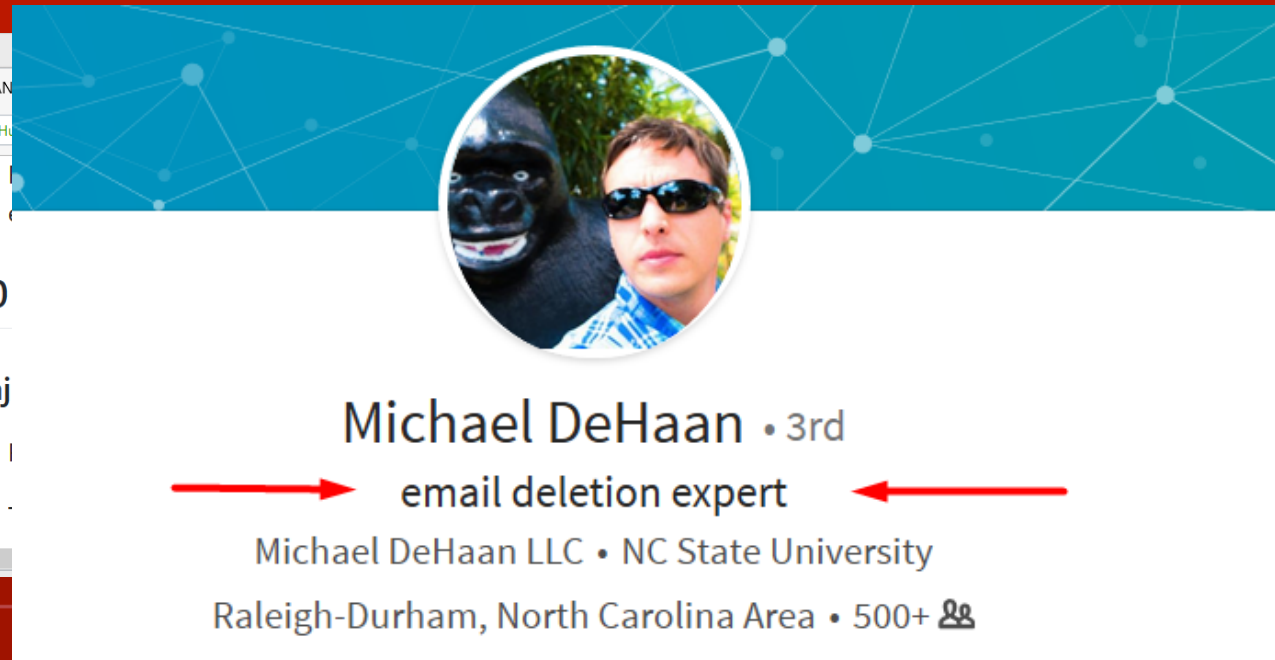 Michael DeHaan • 3rd
email deletion expert
Michael DeHaan LLC • NC State University
Raleigh-Durham, North Carolina Area • 500+